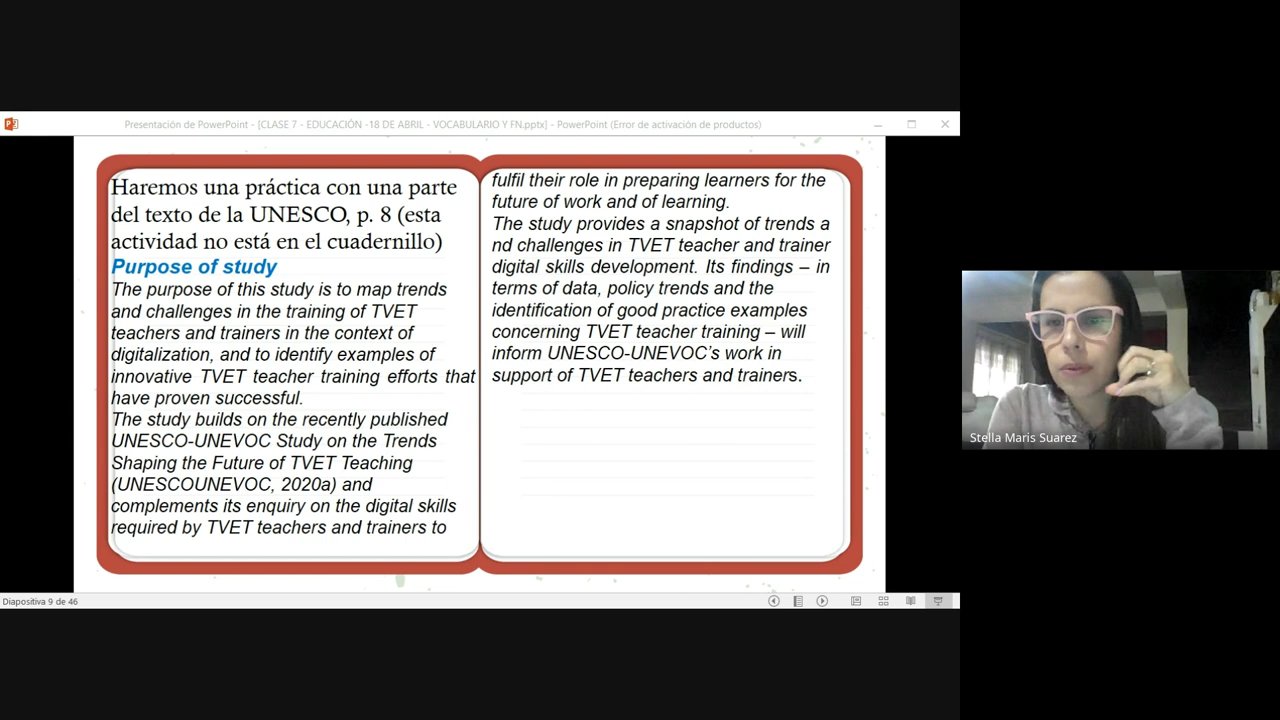 Presentación de PowerPoint - [CLASE 7 - EDUCACIÓN -18 DE ABRIL - VOCABULARIO Y FN.pptx] - PowerPoint (Error de activación de productos)
Haremos una práctica con una parte
del texto de la UNESCO, p. 8 (esta
actividad no está en el cuadernillo)
Purpose of study
The purpose of this study is to map trends
and challenges in the training of TVET
teachers and trainers in the context of
digitalization, and to identify examples of
innovative TVET teacher training efforts that
have proven successful.
The study builds on the recently published
UNESCO-UNEVOC Study on the Trends
Shaping the Future of TVET Teaching
(UNESCOUNEVOC, 2020a) and
complements its enquiry on the digital skills
required by TVET teachers and trainers to
fulfil their role in preparing learners for the
future of work and of learning.
The study provides a snapshot of trends a
nd challenges in TVET teacher and trainer
digital skills development. Its findings – in
terms of data, policy trends and the
identification of good practice examples
concerning TVET teacher training – will
inform UNESCO-UNEVOC's work in
support of TVET teachers and trainers.
Diapositiva 9 de 46
Stella Maris Suarez